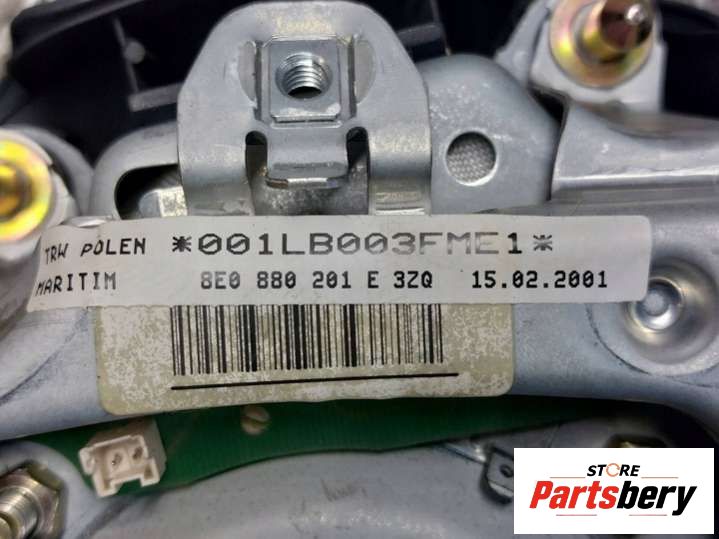 TRW POLEN *001LB003FME1*
MARITIM 8E0 880 201 E 3ZQ 15.02.2001
STORE
Partsbery